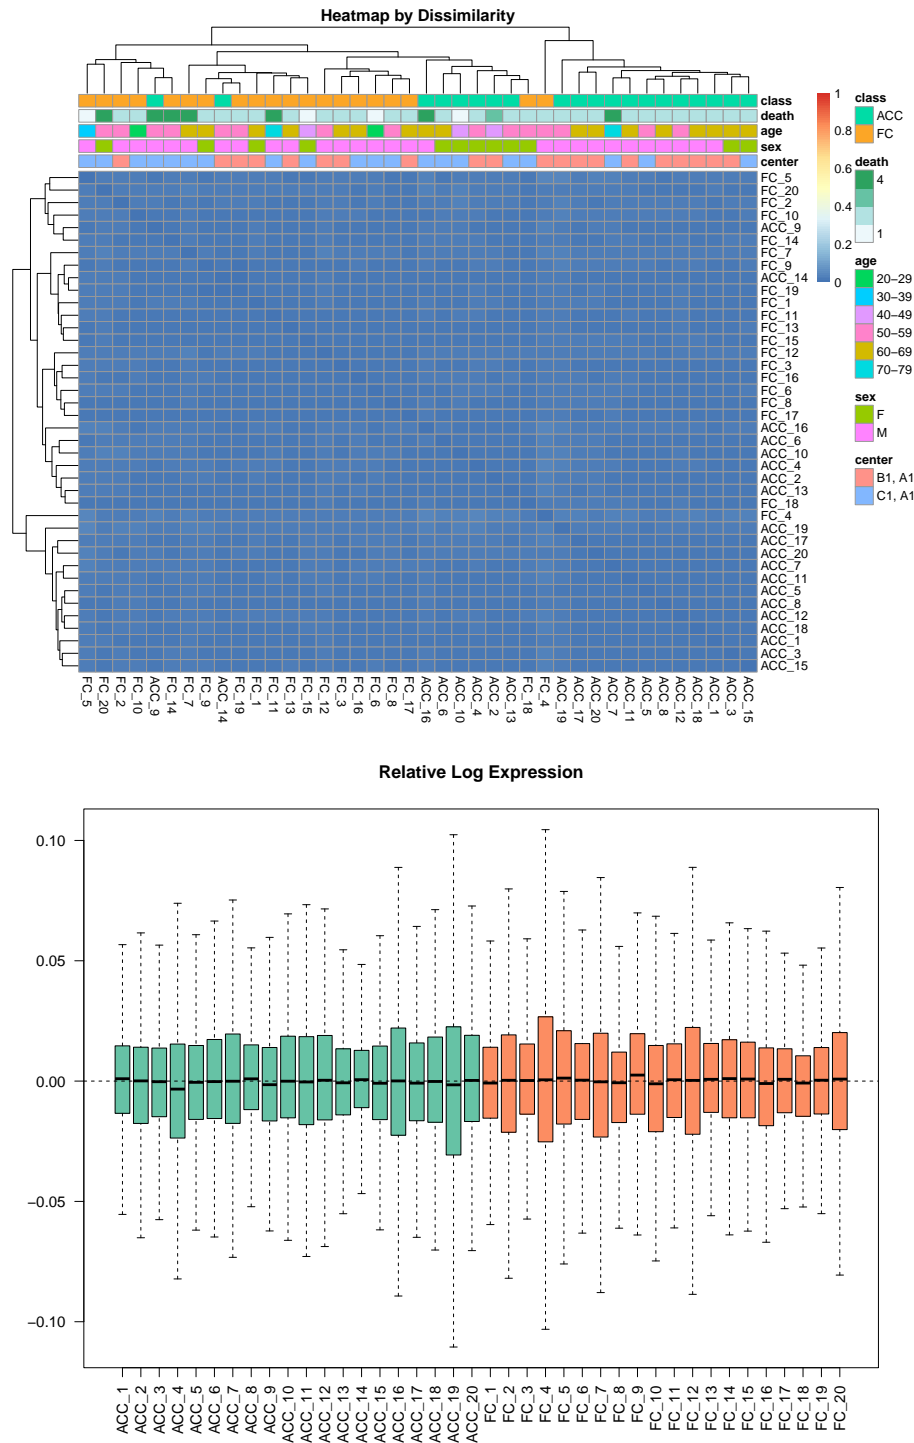 Heatmap by Dissimilarity
class
death
age
sex
center
FC_5
FC_20
FC_2
FC_10
ACC_9
FC_14
FC_7
FC_9
ACC_14
FC_19
FC_1
FC_11
FC_13
FC_15
FC_12
FC_3
FC_16
FC_6
FC_8
FC_17
ACC_16
ACC_6
ACC_10
ACC_4
ACC_2
ACC_13
FC_18
FC_4
ACC_19
ACC_17
ACC_20
ACC_7
ACC_11
ACC_5
ACC_8
ACC_12
ACC_18
ACC_1
ACC_3
ACC_15
FC_5 FC_20 FC_2 FC_10 ACC_9 FC_14 FC_7 FC_9 ACC_14 FC_19 FC_1 FC_11 FC_13 FC_15 FC_12 FC_3 FC_16 FC_6 FC_8 FC_17 ACC_16 ACC_6 ACC_10 ACC_4 ACC_2 ACC_13 FC_18 FC_4 ACC_19 ACC_17 ACC_20 ACC_7 ACC_11 ACC_5 ACC_8 ACC_12 ACC_18 ACC_1 ACC_3 ACC_15
1
0.8
0.6
0.4
0.2
0
class
ACC
FC
death
4
1
age
20−29
30−39
40−49
50−59
60−69
70−79
sex
F
M
center
B1, A1
C1, A1
Relative Log Expression
0.10
0.05
0.00
−0.05
−0.10
ACC_1 ACC_2 ACC_3 ACC_4 ACC_5 ACC_6 ACC_7 ACC_8 ACC_9 ACC_10 ACC_11 ACC_12 ACC_13 ACC_14 ACC_15 ACC_16 ACC_17 ACC_18 ACC_19 ACC_20 FC_1 FC_2 FC_3 FC_4 FC_5 FC_6 FC_7 FC_8 FC_9 FC_10 FC_11 FC_12 FC_13 FC_14 FC_15 FC_16 FC_17 FC_18 FC_19 FC_20